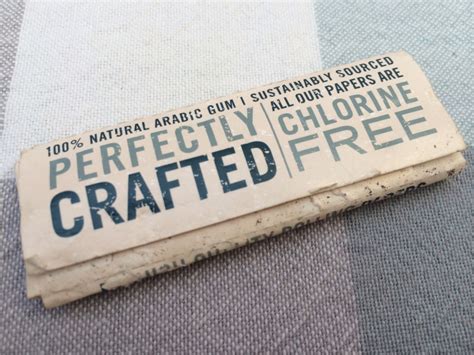 100% NATURAL ARABIC GUM | SUSTAINABLY SOURCED
PERFECTLY
CRAFTED
ALL OUR PAPERS ARE
CHLORINE
FREE